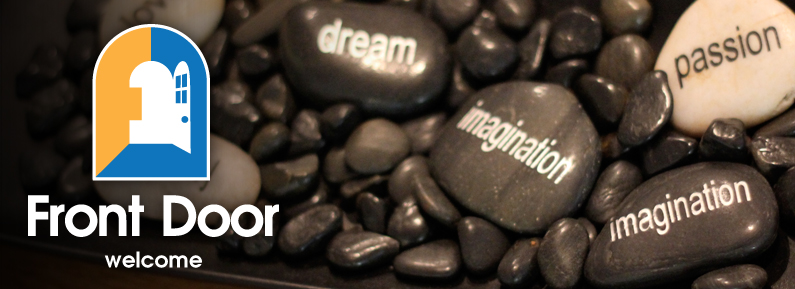 dream
passion
imagination
imagination
Front Door
welcome